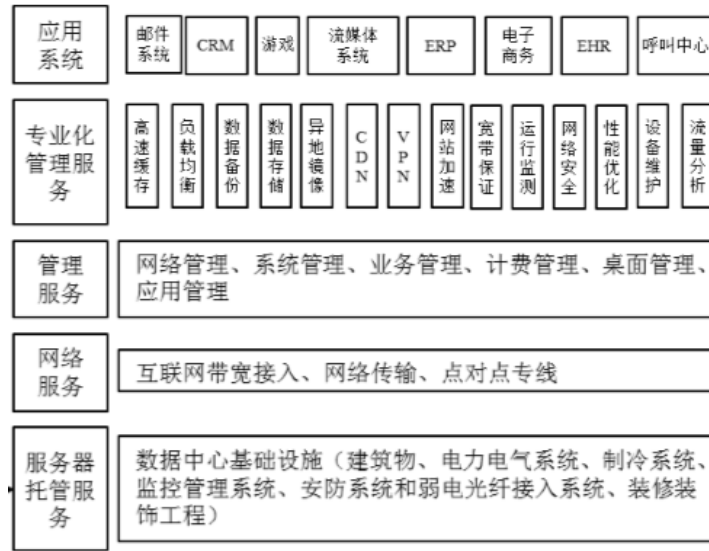 应用
系统
邮件
系统
CRM
游戏
流媒体
系统
ERP
电子
商务
EHR
呼叫中心
专业化
管理服
务
高速缓存
负载均衡
数据备份
数据存储
异地镜像
CDN
VPN
网站加速
宽带保证
运行监测
网络安全
性能优化
设备维护
流量分析
管理
服务
网络管理、系统管理、业务管理、计费管理、桌面管理、
应用管理
网络
服务
互联网带宽接入、网络传输、点对点专线
服务器
托管服
务
数据中心基础设施（建筑物、电力电气系统、制冷系统、
监控管理系统、安防系统和弱电光纤接入系统、装修装
饰工程）